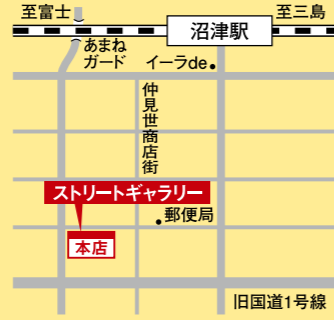 至富士
沼津駅
至三島
あまね
ガード
イーラde
仲見世商店街
ストリートギャラリー
郵便局
本店
旧国道1号線